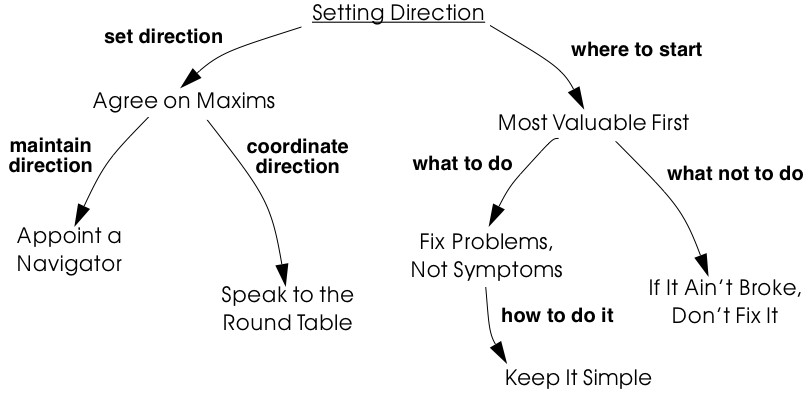 Setting Direction
set direction
where to start
Agree on Maxims
Most Valuable First
maintain
direction
coordinate
direction
what to do
what not to do
Appoint a
Navigator
Fix Problems,
Not Symptoms
Speak to the
Round Table
If It Ain't Broke,
Don't Fix It
how to do it
Keep It Simple